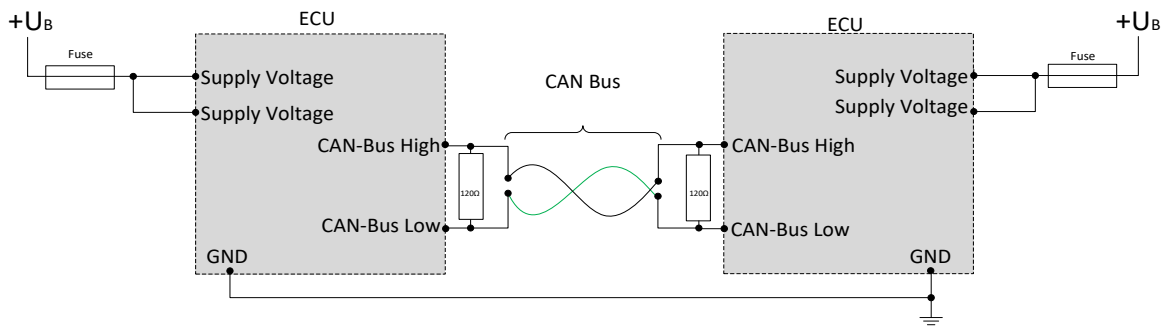 ECU
ECU
+UB
+UB
Fuse
Fuse
Supply Voltage
Supply Voltage
CAN Bus
Supply Voltage
Supply Voltage
CAN-Bus High
CAN-Bus High
120Ω
120Ω
CAN-Bus Low
CAN-Bus Low
GND
GND